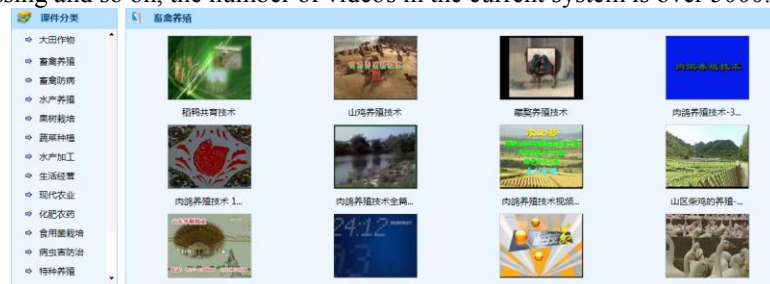 essing and so on, the number of videos in the current system is over 5000.
课件分类
畜禽养殖
大田作物
畜禽养殖
畜禽防病
水产养殖
果树栽培
蔬菜种植
水产加工
生活经营
现代农业
化肥农药
食用菌栽培
病虫害防治
特种养殖
稻鸭共育技术
山鸡养殖技术
藏獒养殖技术
肉鸽养殖技术-3...
肉鸽养殖技术 1...
肉鸽养殖技术全篇...
肉鸽养殖技术视频...
山区柴鸡的养殖-...
肉鸽养殖技术
24:12